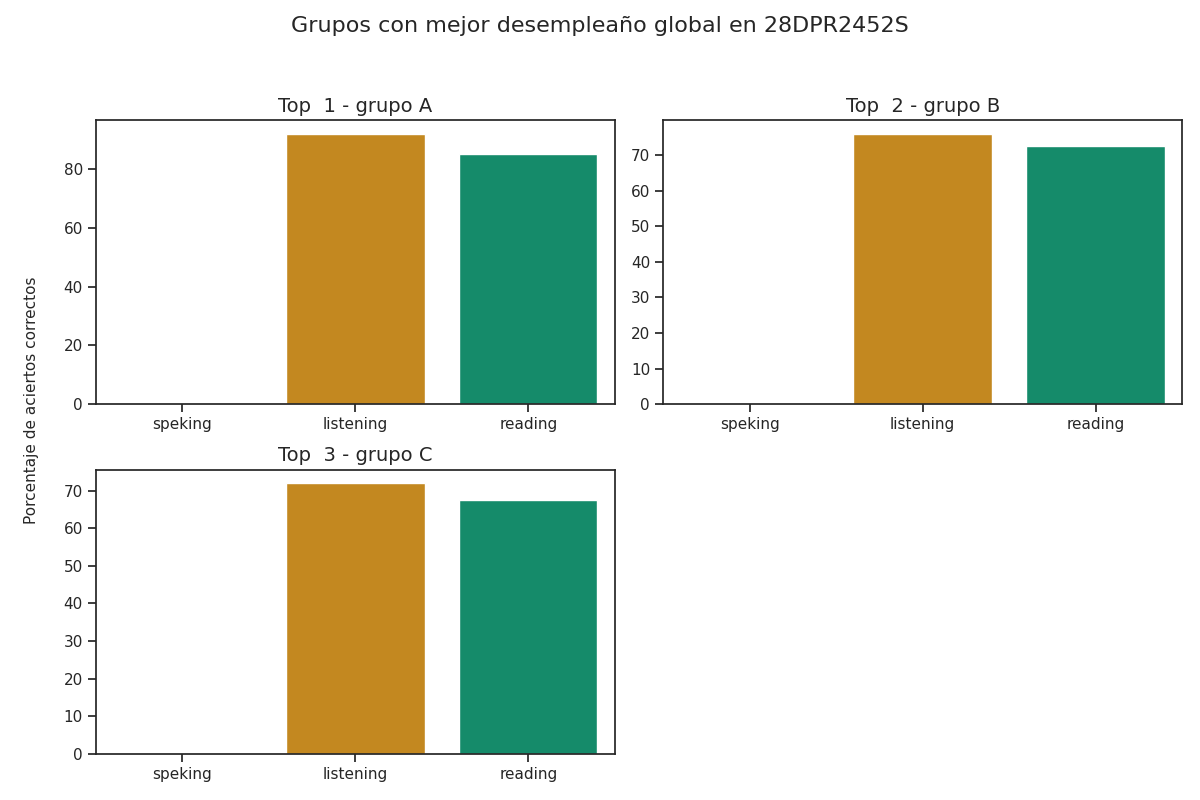 Grupos con mejor desempleaño global en 28DPR2452S
Top  1 - grupo A
80
60
40
20
0
speking listening reading
Top  2 - grupo B
70
60
50
40
30
20
10
0
speking listening reading
Porcentaje de aciertos correctos
Top  3 - grupo C
70
60
50
40
30
20
10
0
speking listening reading